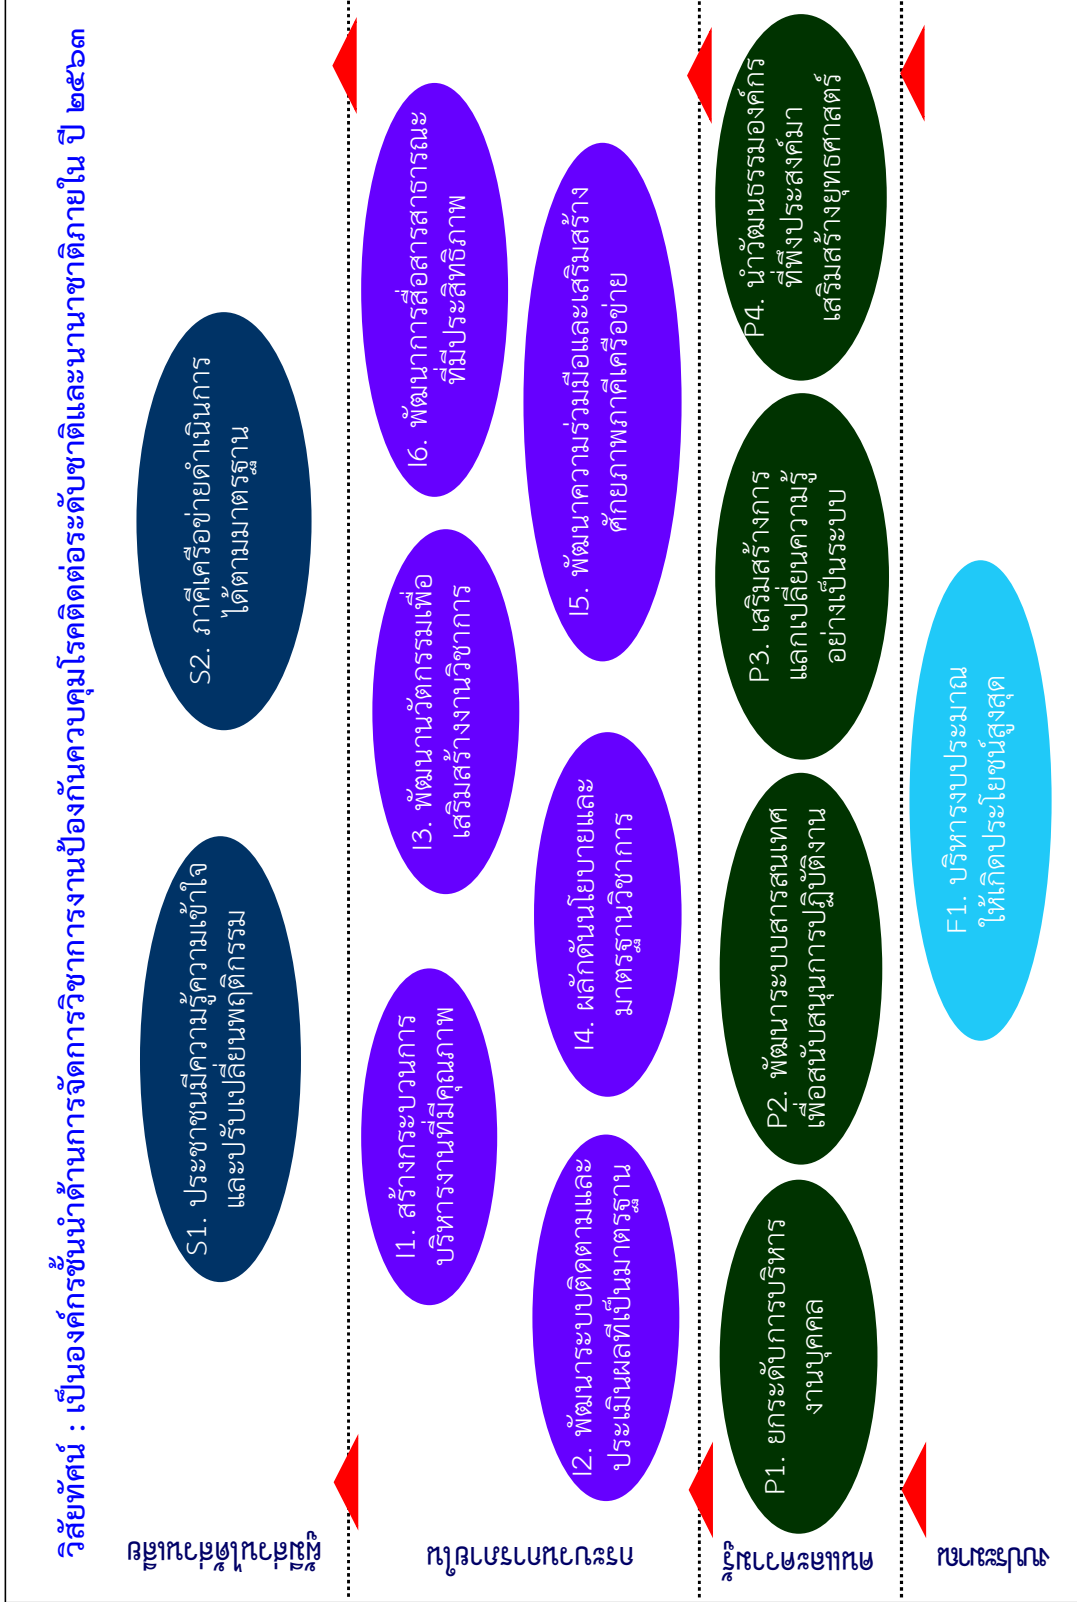 วิสัยทัศน์ : เป็นองค์กรชั้นนำด้านการจัดการวิชาการงานป้องกันควบคุมโรคติดต่อระดับชาติและนานาชาติภายใน ปี ๒๕๖๓
ผู้มีส่วนได้ส่วนเสีย
S1. ประชาชนมีความรู้ความเข้าใจ
และปรับเปลี่ยนพฤติกรรม
S2. ภาคีเครือข่ายดำเนินการ
ได้ตามมาตรฐาน
กระบวนการภายใน
I1. สร้างกระบวนการ
บริหารงานที่มีคุณภาพ
I3. พัฒนานวัตกรรมเพื่อ
เสริมสร้างงานวิชาการ
I6. พัฒนาการสื่อสารสาธารณะ
ที่มีประสิทธิภาพ
I2. พัฒนาระบบติดตามและ
ประเมินผลที่เป็นมาตรฐาน
I4. ผลักดันนโยบายและ
มาตรฐานวิชาการ
I5. พัฒนาความร่วมมือและเสริมสร้าง
ศักยภาพภาคีเครือข่าย
คนและความรู้
P1. ยกระดับการบริหาร
งานบุคคล
P2. พัฒนาระบบสารสนเทศ
เพื่อสนับสนุนการปฏิบัติงาน
P3. เสริมสร้างการ
แลกเปลี่ยนความรู้
อย่างเป็นระบบ
P4. นำวัฒนธรรมองค์กร
ที่พึงประสงค์มา
เสริมสร้างยุทธศาสตร์
งบประมาณ
F1. บริหารงบประมาณ
ให้เกิดประโยชน์สูงสุด